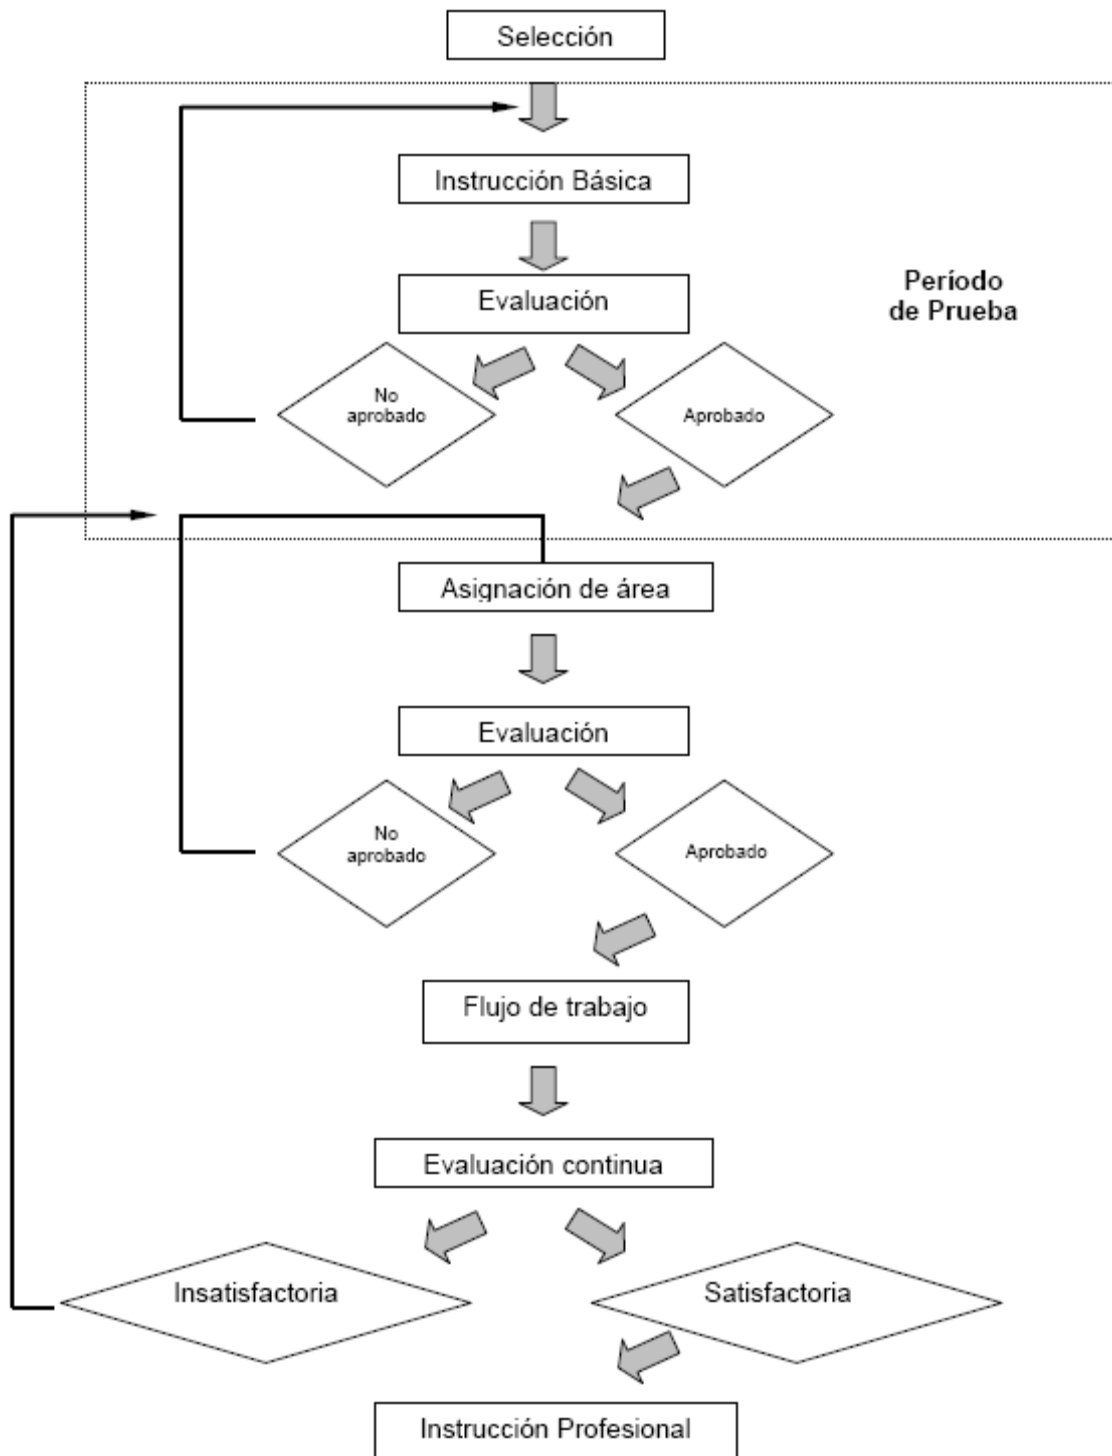 Selección
Instrucción Básica
Evaluación
Período
de Prueba
No
aprobado
Aprobado
Asignación de área
Evaluación
No
aprobado
Aprobado
Flujo de trabajo
Evaluación continua
Insatisfactoria
Satisfactoria
Instrucción Profesional